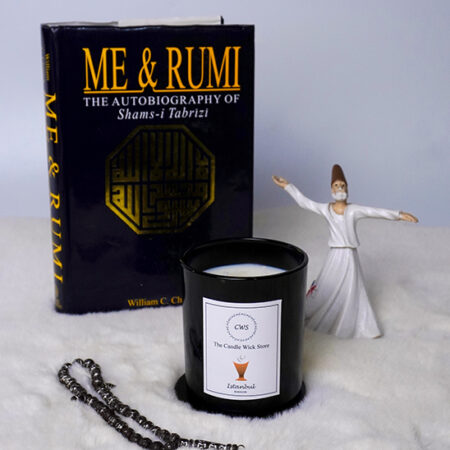 ME & RUMI
THE AUTOBIOGRAPHY OF
Shams-i Tabrizi
William C. Ch
William
ME & RUMI
CWS
The Candle Wick Store
Istanbul